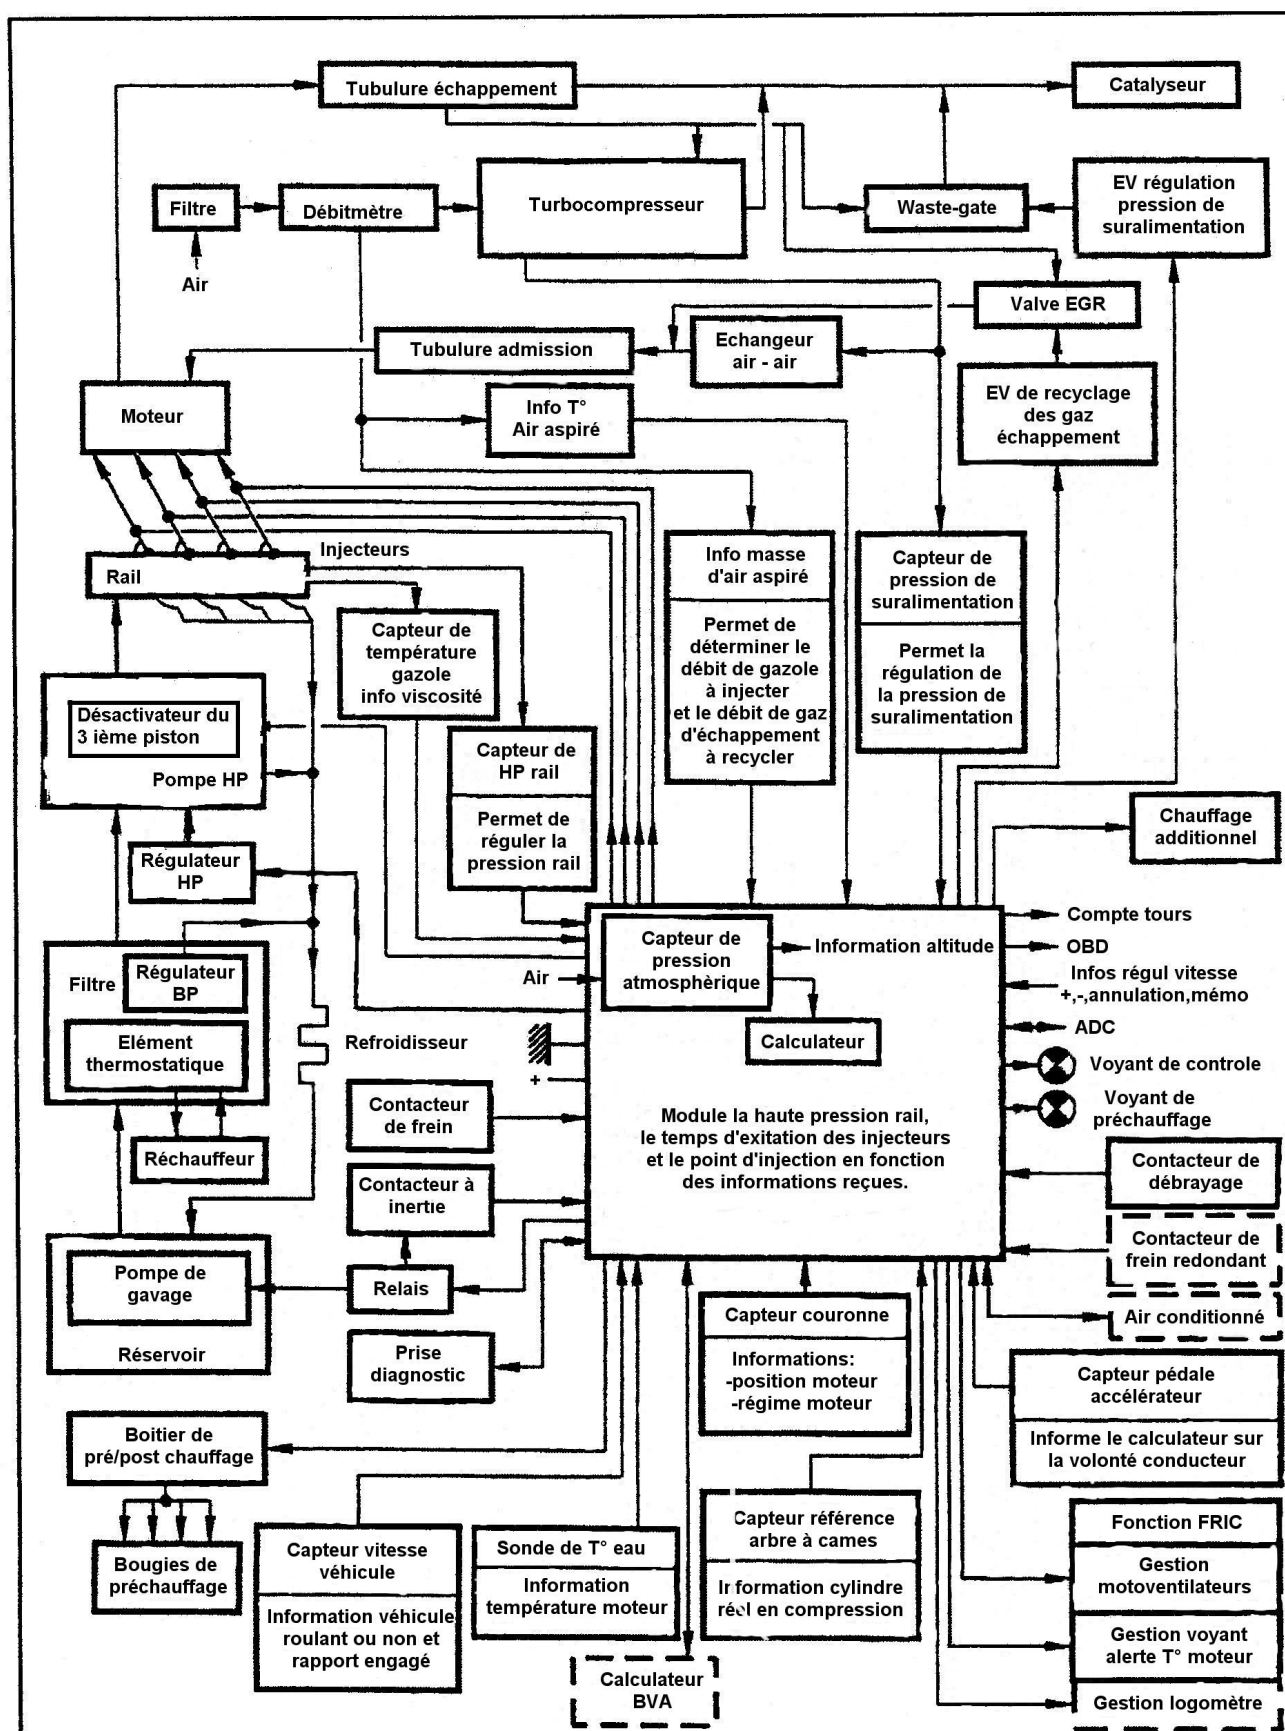 Tubulure échappement
Catalyseur
Filtre
Débitmètre
Turbocompresseur
Waste-gate
EV régulation
pression de
suralimentation
Air
Valve EGR
Tubulure admission
Echangeur
air - air
EV de recyclage
des gaz
échappement
Moteur
Info T°
Air aspiré
Injecteurs
Rail
Info masse
d'air aspiré
Permet de
déterminer le
débit de gazole
à injecter
et le débit de gaz
d'échappement
à recycler
Capteur de
pression de
suralimentation
Permet la
régulation de
la pression de
suralimentation
Capteur de
température
gazole
info viscosité
Désactivateur du
3 ième piston
Pompe HP
Capteur de
HP rail
Permet de
réguler la
pression rail
Régulateur
HP
Chauffage
additionnel
Filtre
Régulateur
BP
Elément
thermostatique
Réchauffeur
Refroidisseur
Air
+
Capteur de
pression
atmosphèrique
Information altitude
Calculateur
Module la haute pression rail,
le temps d'exitation des injecteurs
et le point d'injection en fonction
des informations reçues.
Compte tours
OBD
Infos régul vitesse
+,-,annulation,mémo
ADC
Voyant de controle
Voyant de
préchauffage
Contacteur de
débrayage
Contacteur de
frein redondant
Air conditionné
Contacteur
de frein
Contacteur à
inertie
Relais
Prise
diagnostic
Pompe de
gavage
Réservoir
Capteur couronne
Informations:
-position moteur
-régime moteur
Capteur pédale
accélérateur
Informe le calculateur sur
la volonté conducteur
Boitier de
pré/post chauffage
Bougies de
préchauffage
Capteur vitesse
véhicule
Information véhicule
roulant ou non et
rapport engagé
Sonde de T° eau
Information
température moteur
Capteur référence
arbre à cames
Information cylindre
réel en compression
Calculateur
BVA
Fonction FRIC
Gestion
motoventilateurs
Gestion voyant
alerte T° moteur
Gestion logomètre